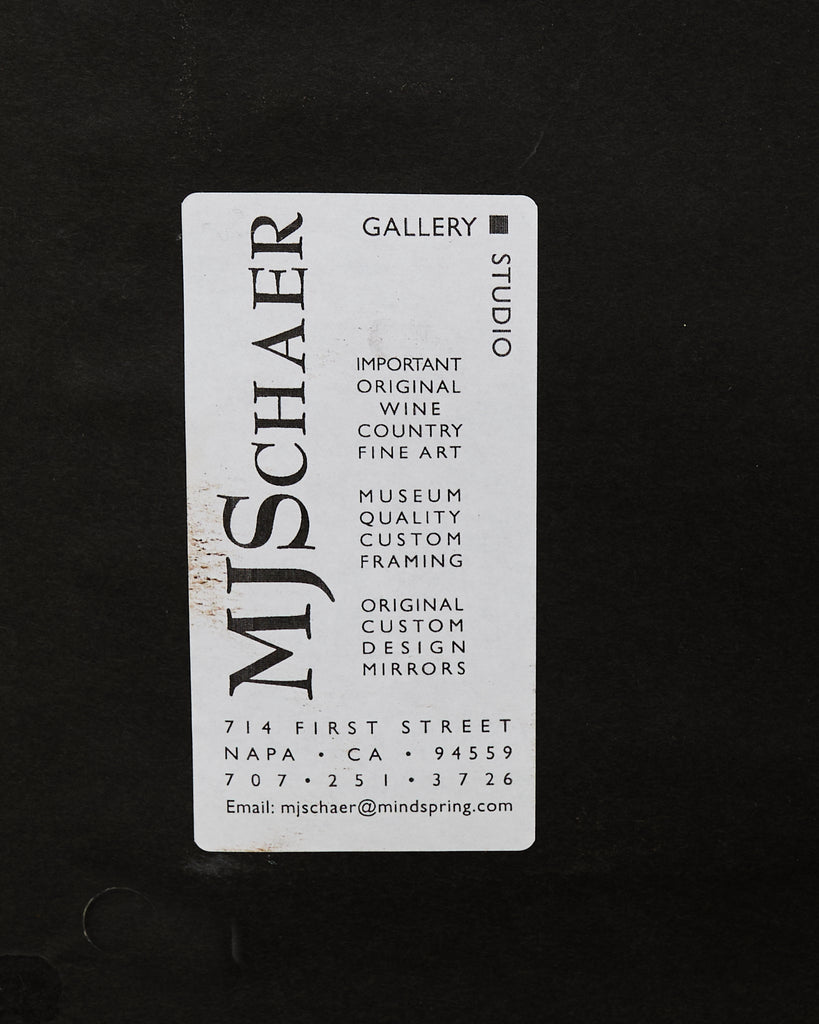 MJSCHAER
GALLERY ■
STUDIO
IMPORTANT
ORIGINAL
WINE
COUNTRY
FINE ART
MUSEUM
QUALITY
CUSTOM
FRAMING
ORIGINAL
CUSTOM
DESIGN
MIRRORS
714 FIRST STREET
NAPA • CA • 94559
707•251•3726
Email: mjschaer@mindspring.com